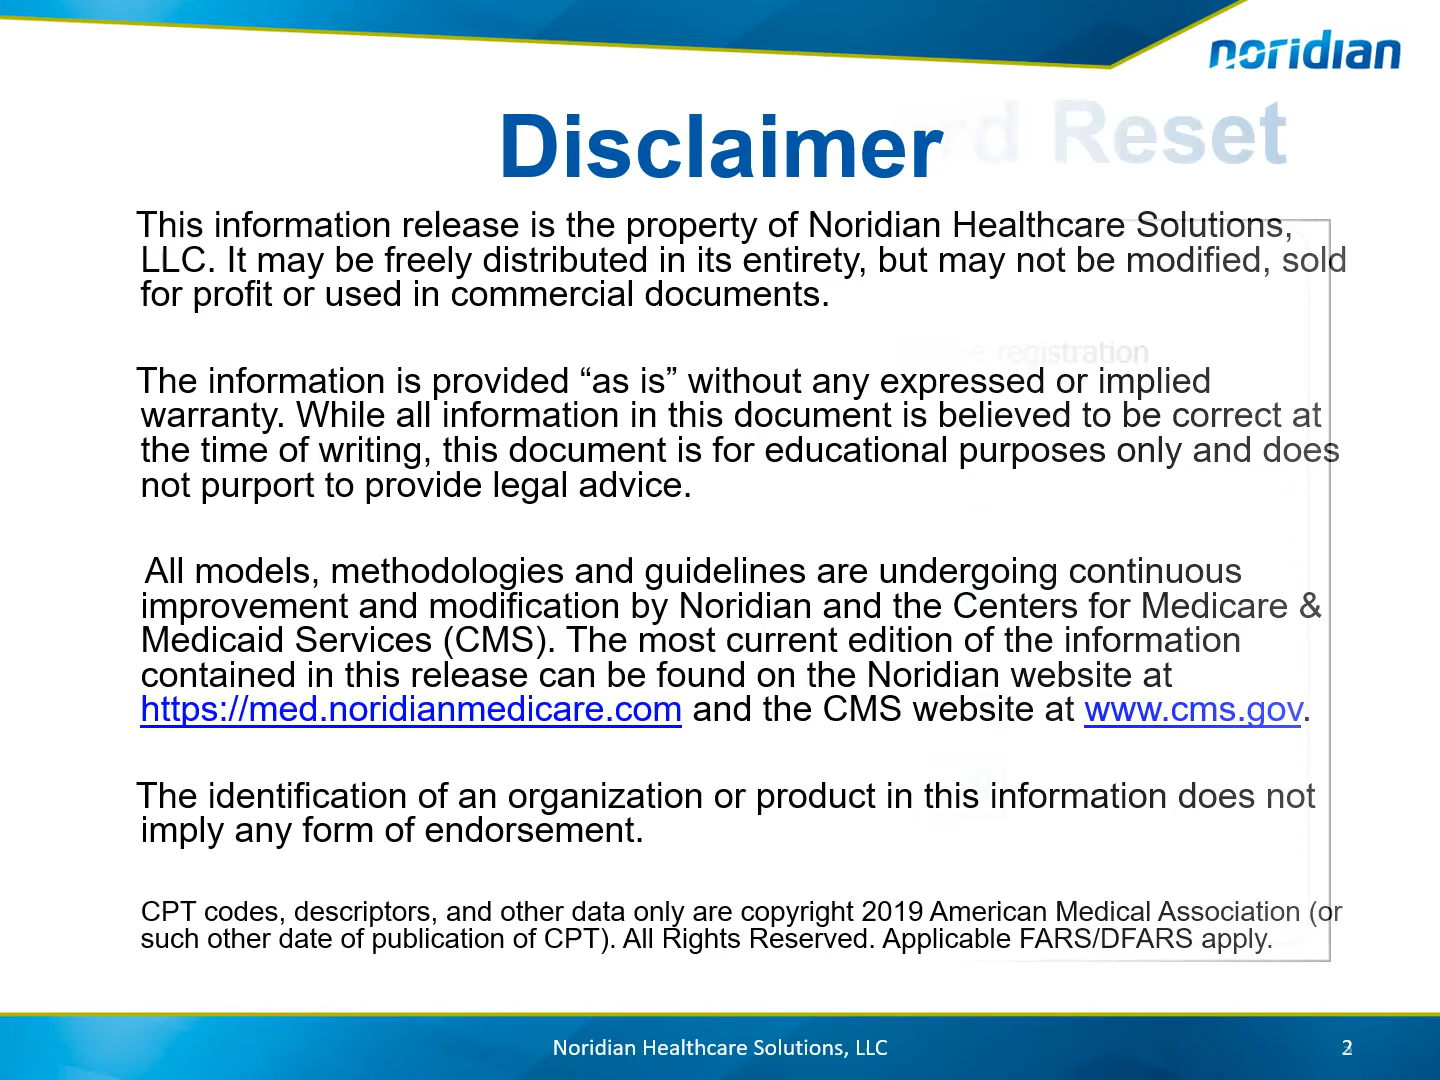 noridian
Disclaimer
rd Reset
This information release is the property of Noridian Healthcare Solutions,
LLC. It may be freely distributed in its entirety, but may not be modified, sold
for profit or used in commercial documents.
registration
The information is provided “as is” without any expressed or implied
warranty. While all information in this document is believed to be correct at
the time of writing, this document is for educational purposes only and does
not purport to provide legal advice.
All models, methodologies and guidelines are undergoing continuous
improvement and modification by Noridian and the Centers for Medicare &
Medicaid Services (CMS). The most current edition of the information
contained in this release can be found on the Noridian website at
https://med.noridianmedicare.com and the CMS website at www.cms.gov.
The identification of an organization or product in this information does not
imply any form of endorsement.
CPT codes, descriptors, and other data only are copyright 2019 American Medical Association (or
such other date of publication of CPT). All Rights Reserved. Applicable FARS/DFARS apply.
Noridian Healthcare Solutions, LLC
2